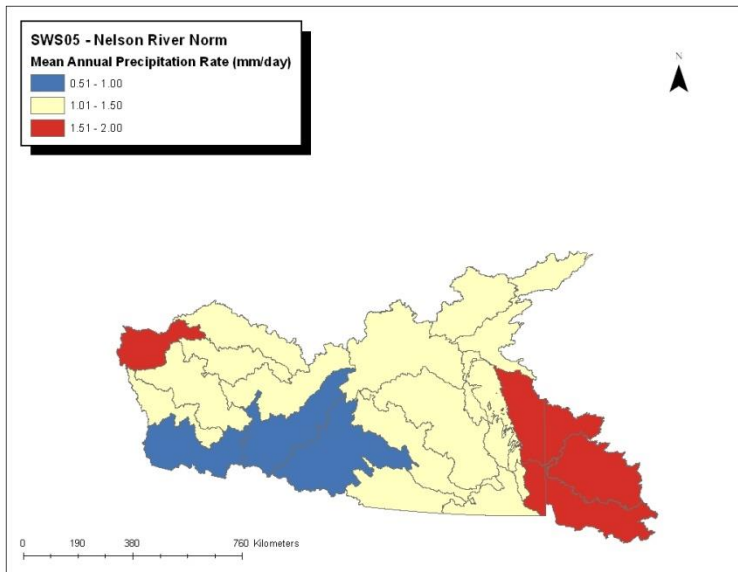 SWS05 - Nelson River Norm
Mean Annual Precipitation Rate (mm/day)
0.51 - 1.00
1.01 - 1.50
1.51 - 2.00
N
0 190 380 760 Kilometers